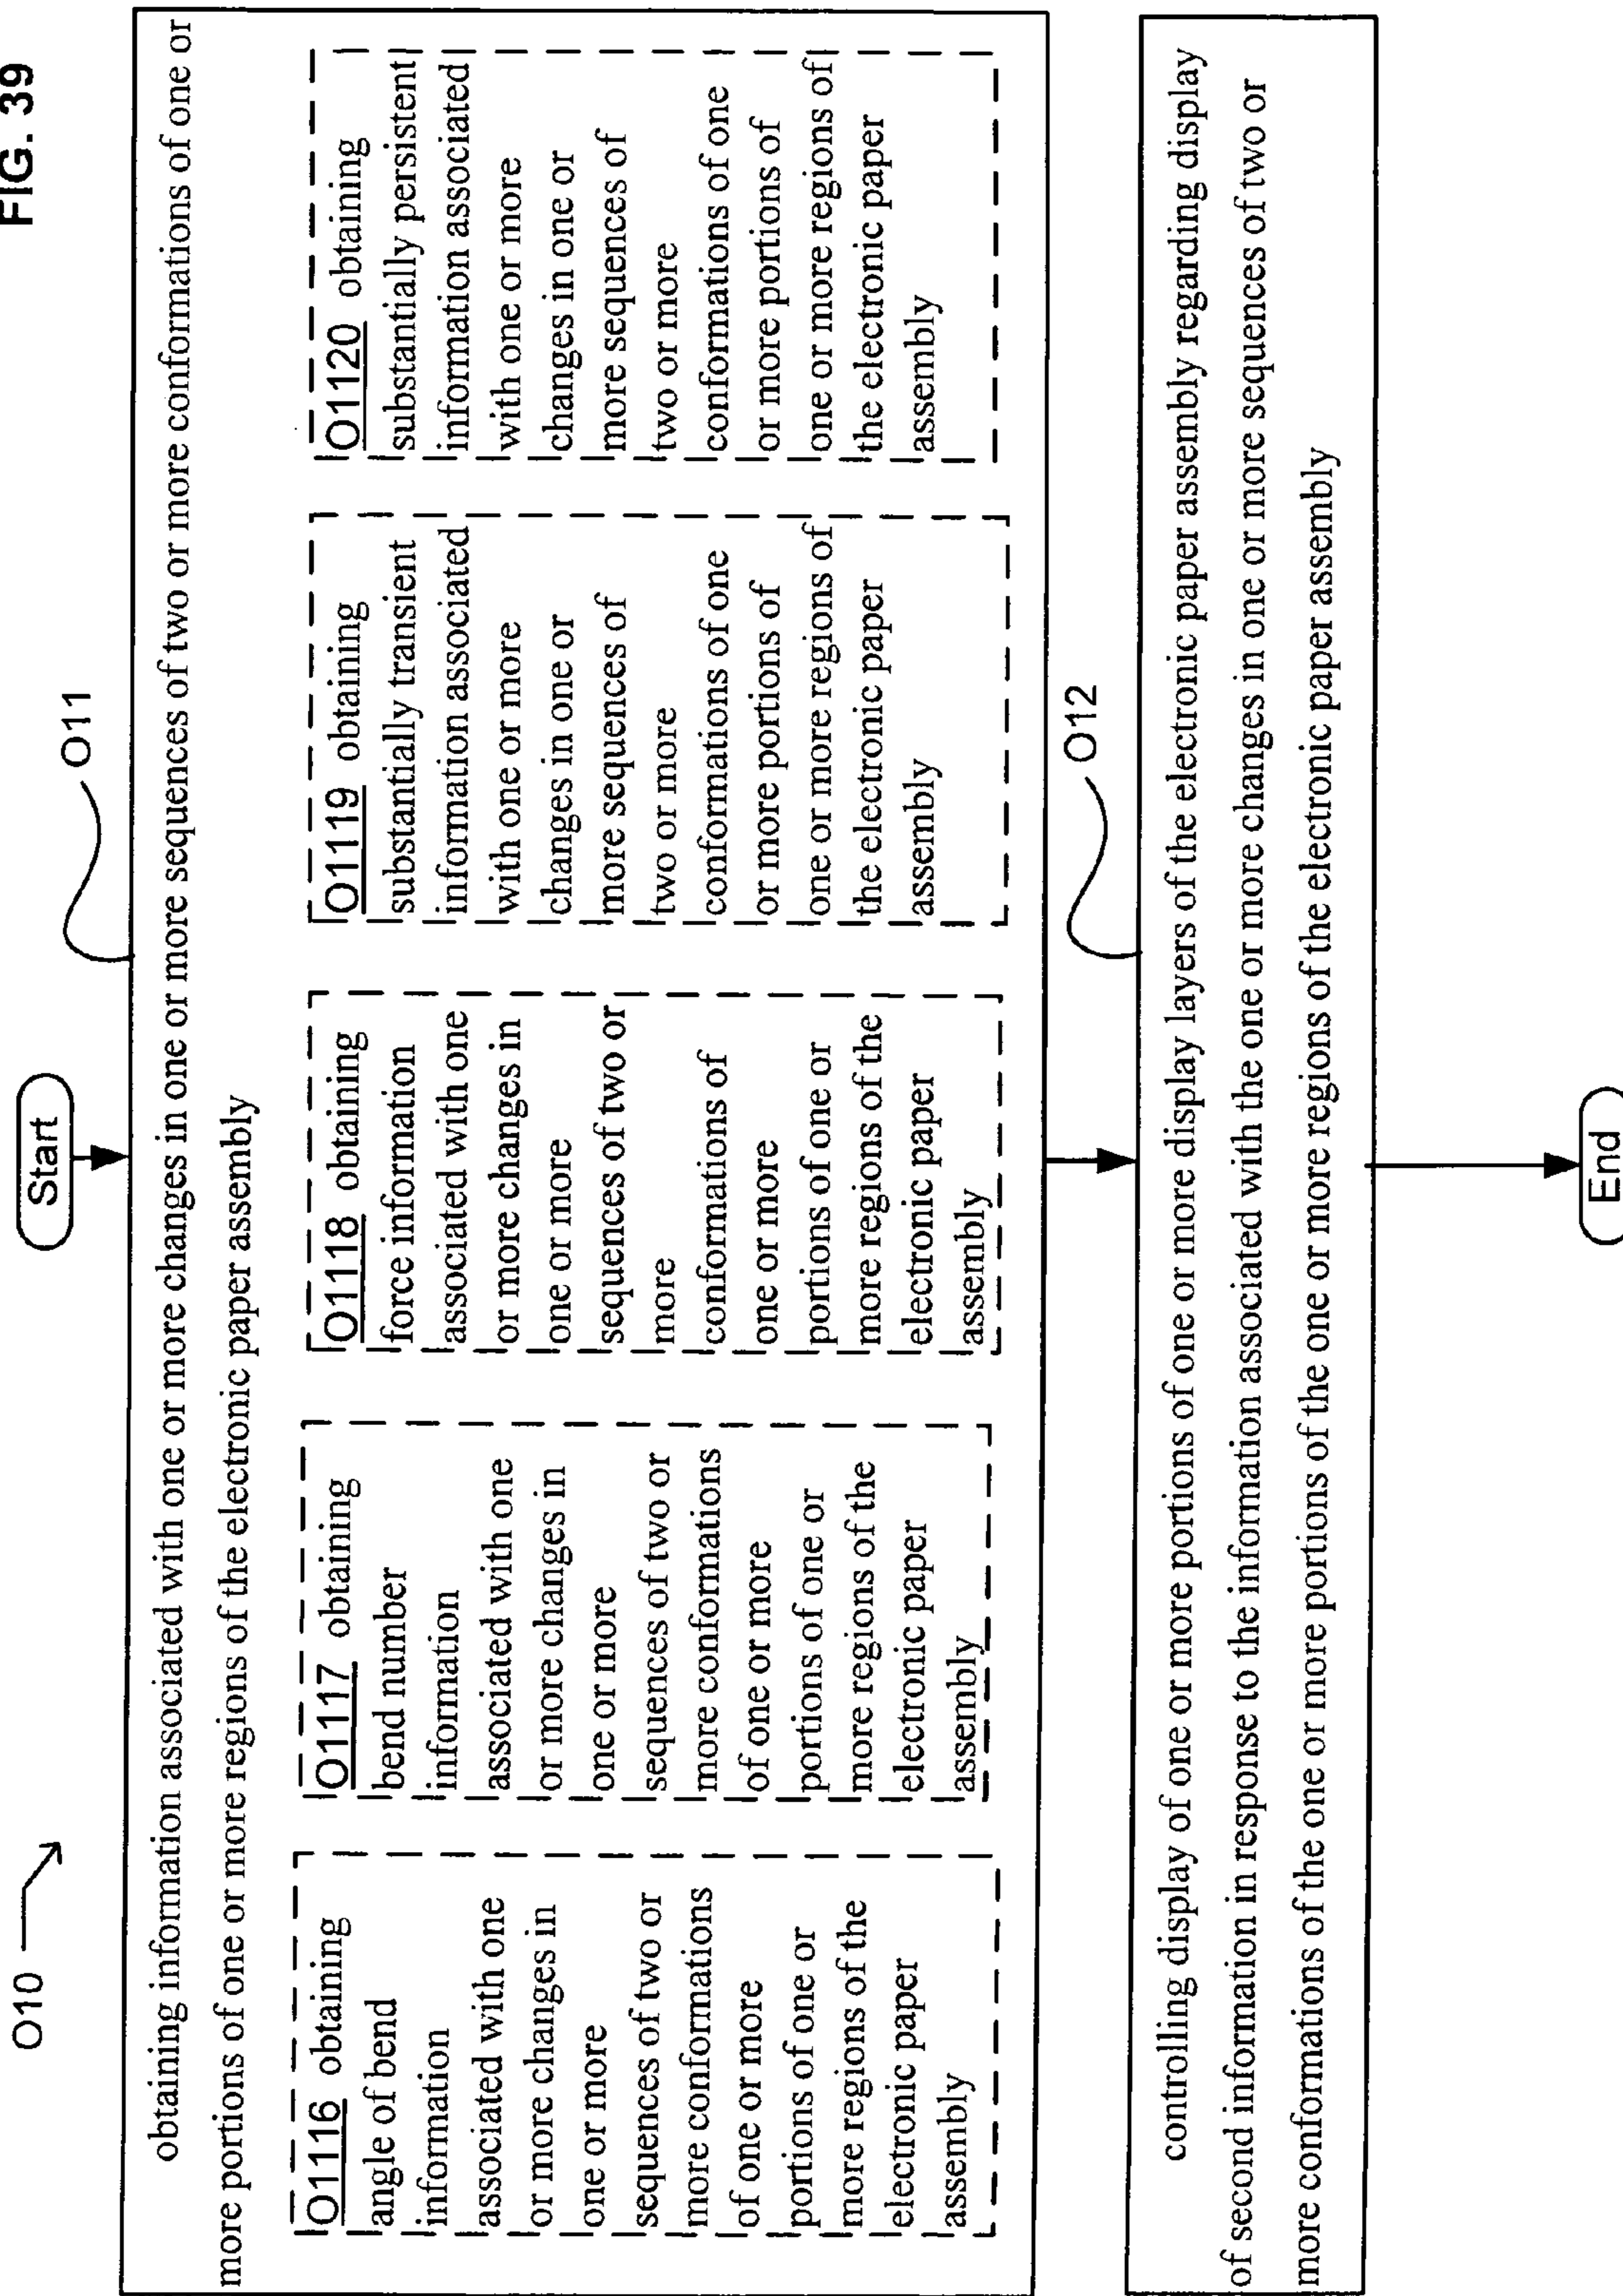 FIG. 39
O10
Start
O11
obtaining information associated with one or more changes in one or more sequences of two or more conformations of one or
more portions of one or more regions of the electronic paper assembly
O1116 obtaining
angle of bend
information
associated with one
or more changes in
one or more
sequences of two or
more conformations
of one or more
portions of one or
more regions of the
electronic paper
assembly
O1117 obtaining
bend number
information
associated with one
or more changes in
one or more
sequences of two or
more conformations
of one or more
portions of one or
more regions of the
electronic paper
assembly
O1118 obtaining
force information
associated with one
or more changes in
one or more
sequences of two or
more
conformations of
one or more
portions of one or
more regions of the
electronic paper
assembly
O1119 obtaining
substantially transient
information associated
with one or more
changes in one or
more sequences of
two or more
conformations of one
or more portions of
one or more regions of
the electronic paper
assembly
O1120 obtaining
substantially persistent
information associated
with one or more
changes in one or
more sequences of
two or more
conformations of one
or more portions of
one or more regions of
the electronic paper
assembly
O12
controlling display of one or more portions of one or more display layers of the electronic paper assembly regarding display
of second information in response to the information associated with the one or more changes in one or more sequences of two or
more conformations of the one or more portions of the one or more regions of the electronic paper assembly
End